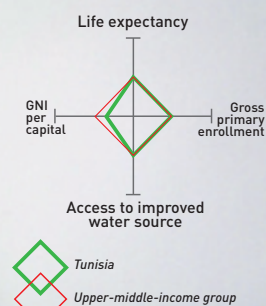 Life expectancy
GNI
per
capital
Gross
primary
enrollment
Access to improved
water source
Tunisia
Upper-middle-income group